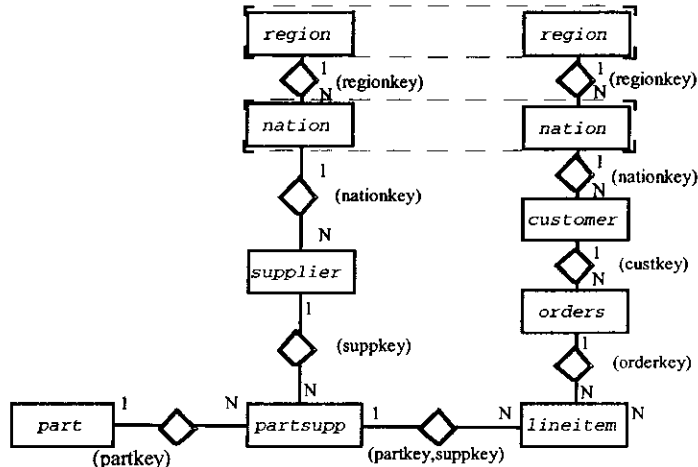 region
region
1
(regionkey)
N
1
(regionkey)
N
nation
nation
1
(nationkey)
N
1
(nationkey)
N
supplier
customer
1
(custkey)
N
orders
1
(suppkey)
N
1
(orderkey)
N
part
1
N
(partkey)
partsupp
1
N
(partkey,suppkey)
lineitem
N